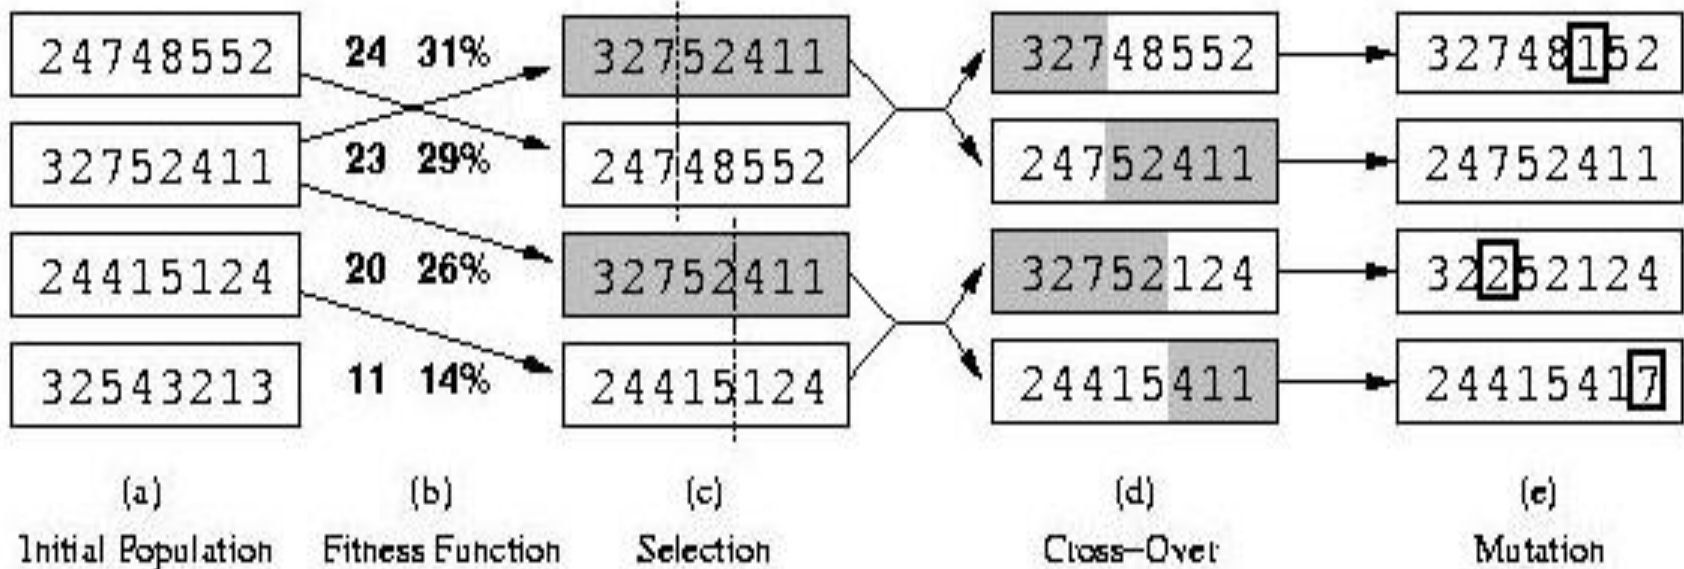 24748552 24 31% 32752411 32748552 32748152
32752411 23 29% 24748552 24752411 24752411
24415124 20 26% 32752411 32752124 32252124
32543213 11 14% 24415124 24415411 24415417
(a) (b) (c) (d) (e)
Initial Population Fitness Function Selection Cross–Over Mutation